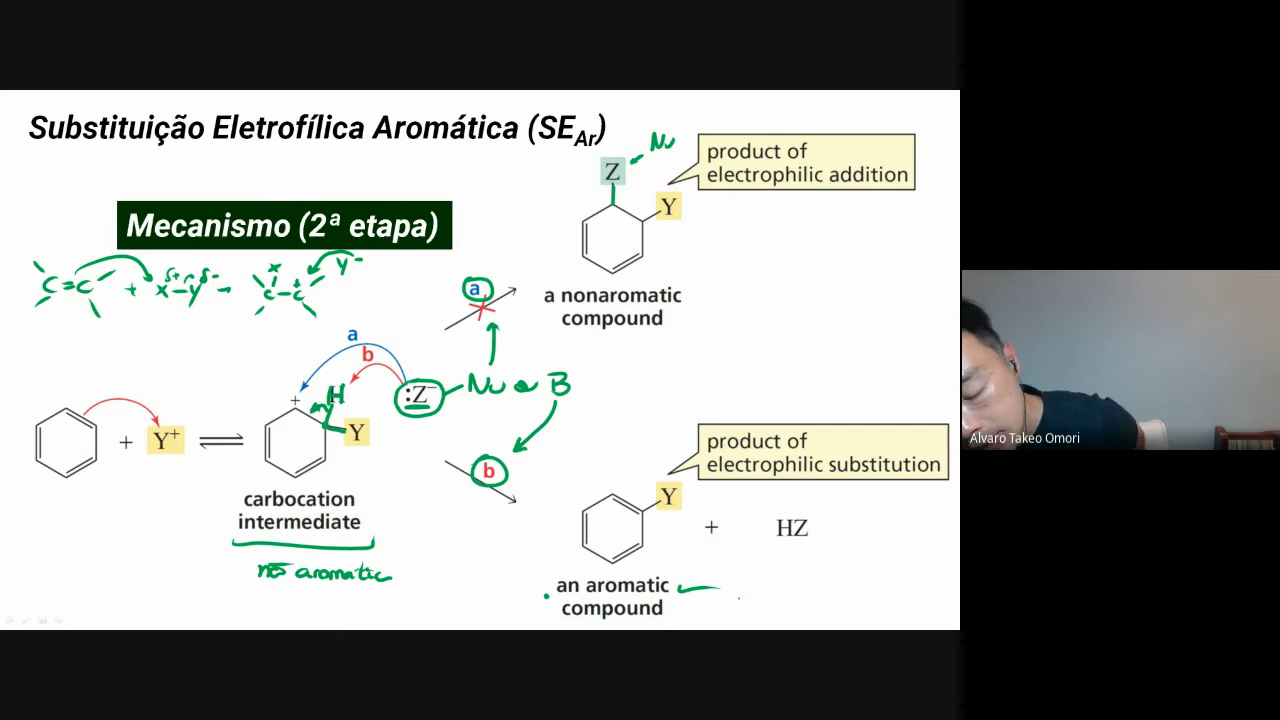 Substituição Eletrofílica Aromática (SEAr)
Nu
Z
product of
electrophilic addition
Y
Mecanismo (2ª etapa)
C=C + X–Y → C–C
δ+ δ-
X
+
Y-
a
a nonaromatic
compound
a
b
+
H
:Z-
Nu ou B
+ Y+
Y
b
carbocation
intermediate
não aromatic
product of
electrophilic substitution
Y
+ HZ
an aromatic
compound
Alvaro Takeo Omori